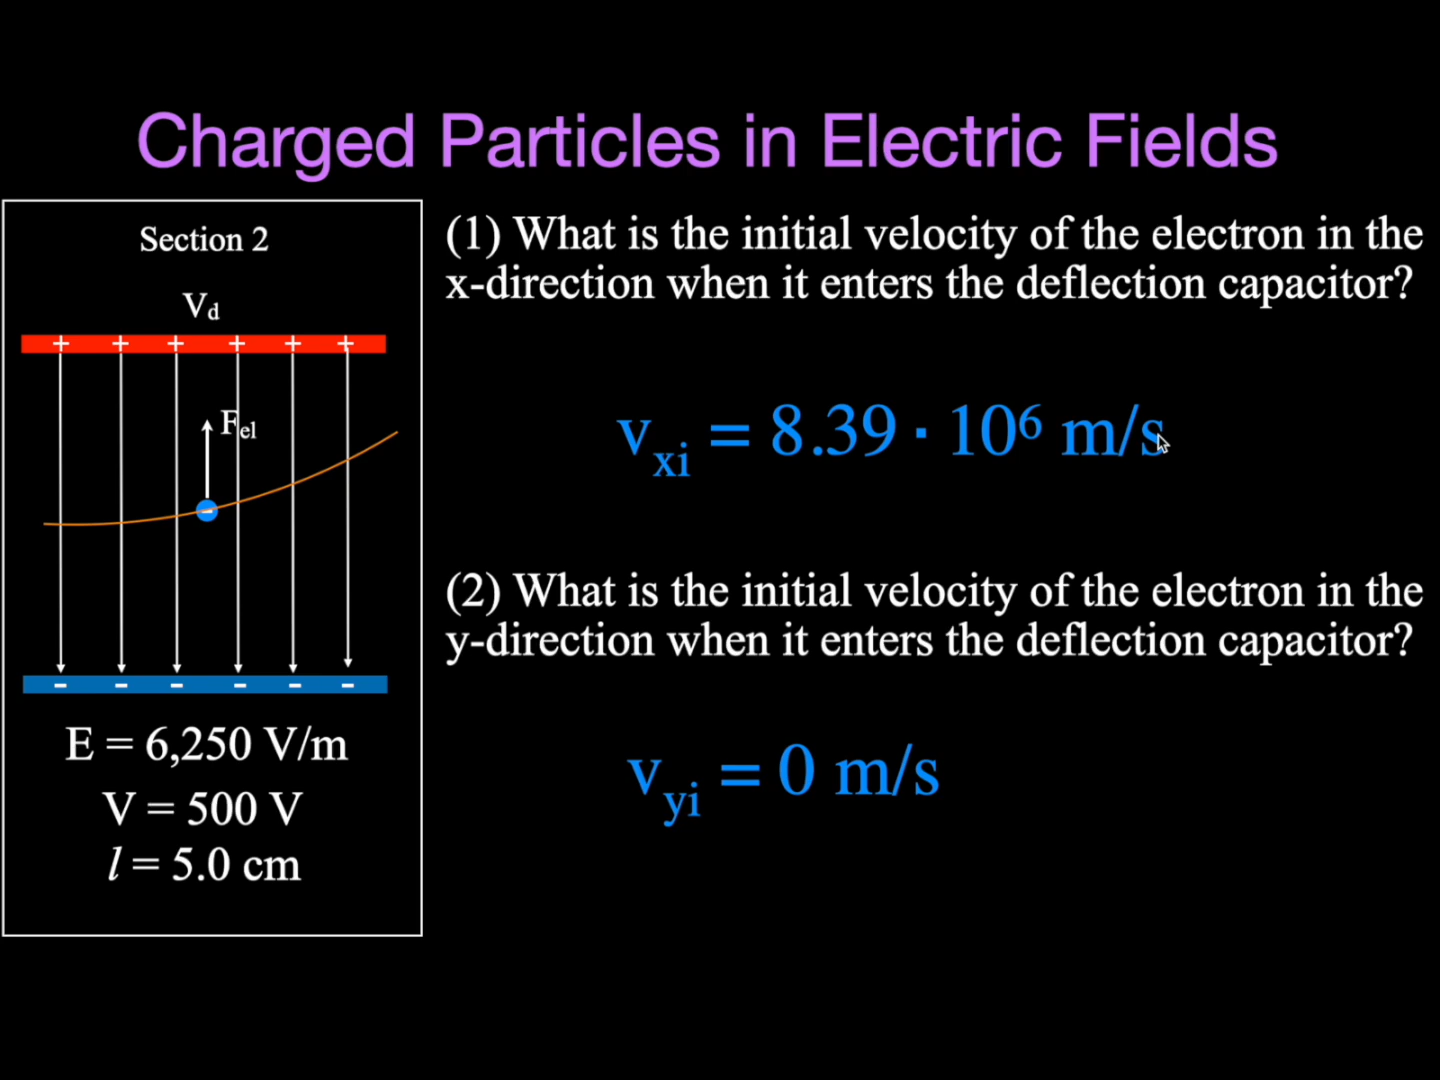 Charged Particles in Electric Fields
Section 2
Vd
+ + + + + +
Fel
-
- - - - - -
E = 6,250 V/m
V = 500 V
l = 5.0 cm
(1) What is the initial velocity of the electron in the
x-direction when it enters the deflection capacitor?
vxi = 8.39 · 10⁶ m/s
(2) What is the initial velocity of the electron in the
y-direction when it enters the deflection capacitor?
vyi = 0 m/s